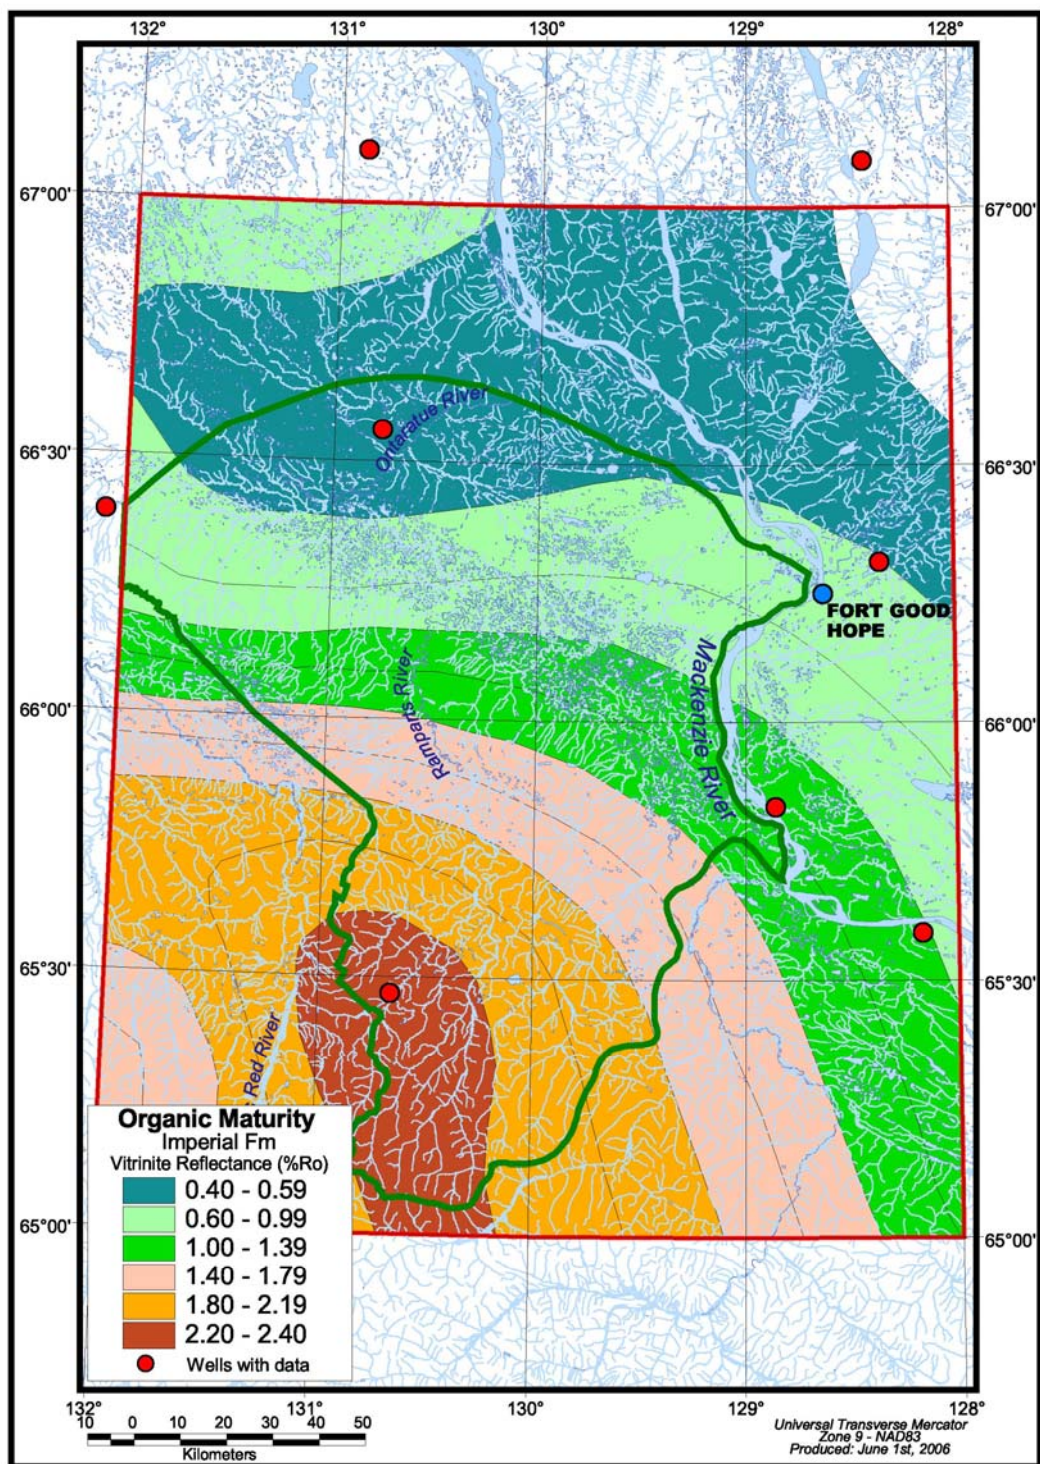 132° 131° 130° 129° 128°
67°00' 67°00'
Ontaratue River
66°30' 66°30'
FORT GOOD
HOPE
Mackenzie River
Ramparts River
66°00' 66°00'
65°30' 65°30'
Red River
Organic Maturity
Imperial Fm
Vitrinite Reflectance (%Ro)
0.40 - 0.59
0.60 - 0.99
1.00 - 1.39
1.40 - 1.79
1.80 - 2.19
2.20 - 2.40
Wells with data
65°00' 65°00'
132° 131° 130° 129° 128°
10 0 10 20 30 40 50
Kilometers
Universal Transverse Mercator
Zone 9 - NAD83
Produced: June 1st, 2006